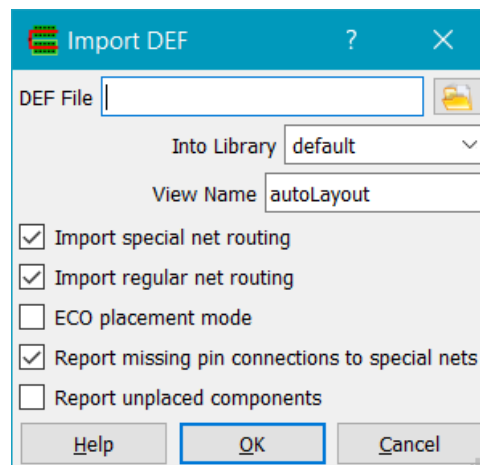 Import DEF ?
DEF File
Into Library default
View Name autoLayout
Import special net routing
Import regular net routing
ECO placement mode
Report missing pin connections to special nets
Report unplaced components
Help OK Cancel